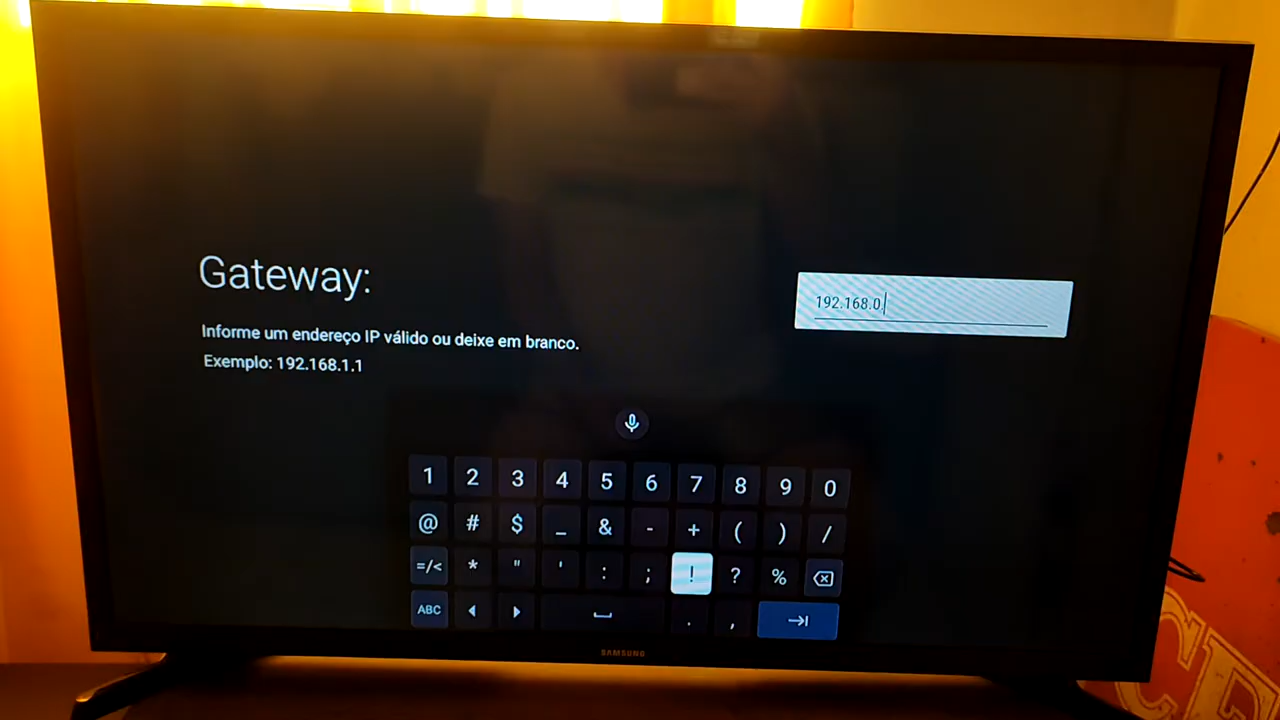 Gateway:
192.168.0.
Informe um endereço IP válido ou deixe em branco.
Exemplo: 192.168.1.1
1 2 3 4 5 6 7 8 9 0
@ # $ _ & - + ( ) /
=/< * " ' : ; ! ? %
ABC . ,
SAMSUNG